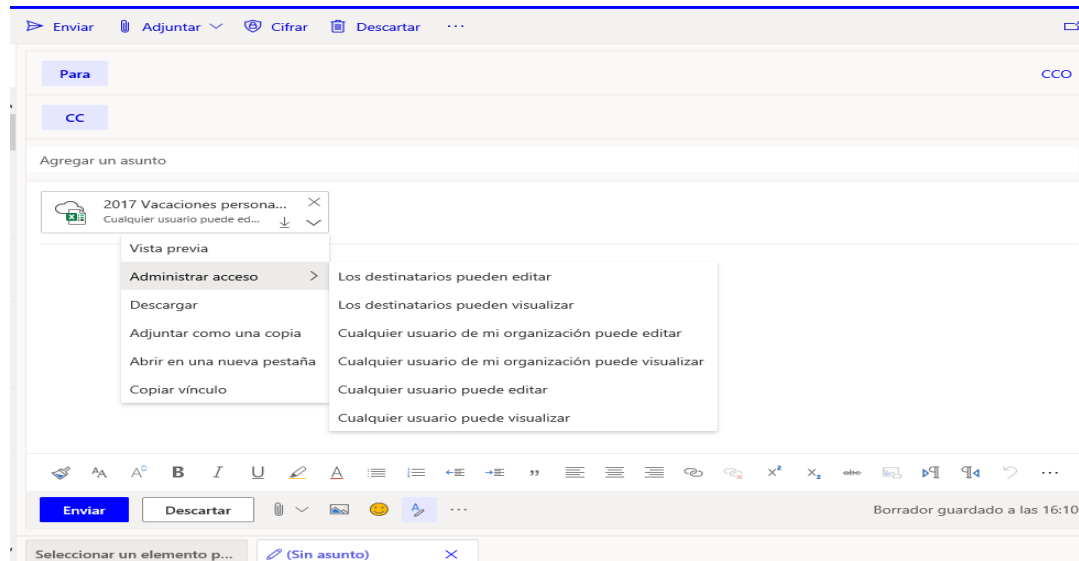 Enviar Adjuntar Cifrar Descartar ...
Para CCO
CC
Agregar un asunto
2017 Vacaciones persona...
Cualquier usuario puede ed...
Vista previa
Administrar acceso
Descargar
Adjuntar como una copia
Abrir en una nueva pestaña
Copiar vínculo
Los destinatarios pueden editar
Los destinatarios pueden visualizar
Cualquier usuario de mi organización puede editar
Cualquier usuario de mi organización puede visualizar
Cualquier usuario puede editar
Cualquier usuario puede visualizar
Enviar Descartar ... Borrador guardado a las 16:10
Seleccionar un elemento p... (Sin asunto)